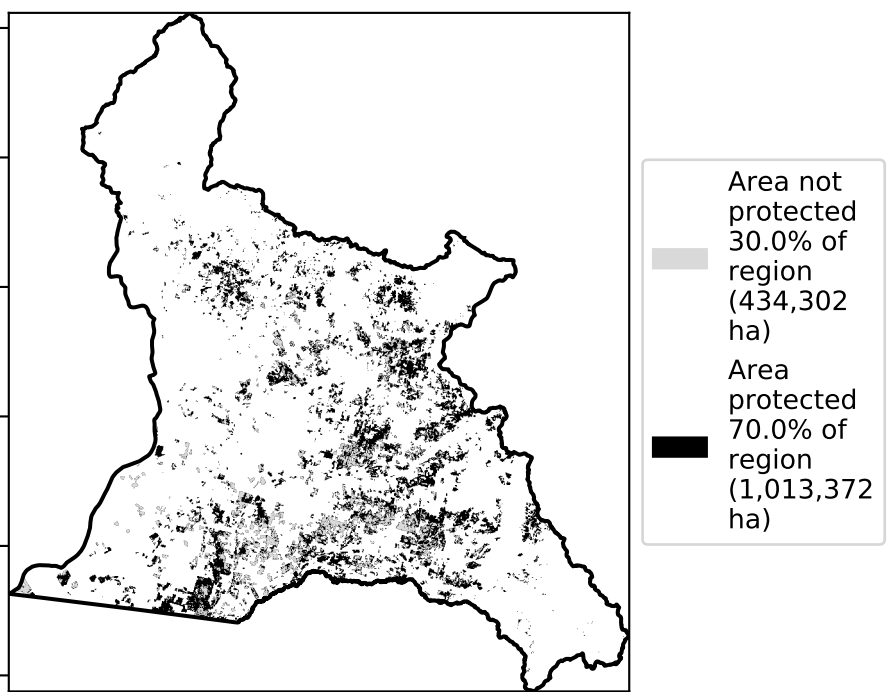 Area not
protected
30.0% of
region
(434,302
ha)
Area
protected
70.0% of
region
(1,013,372
ha)